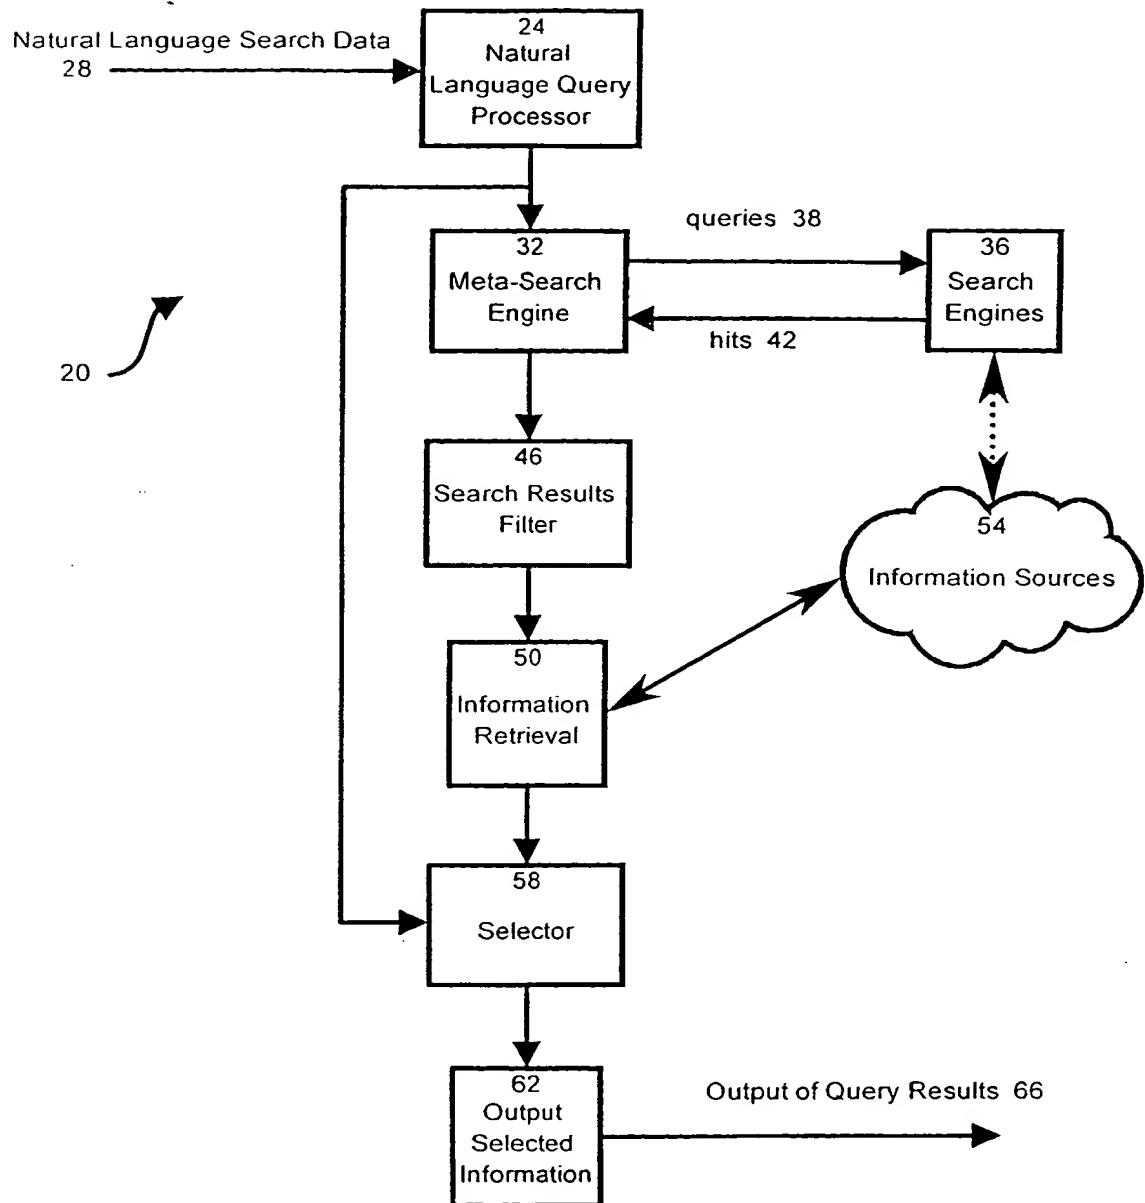 24
Natural Language Search Data
Natural
28
Language Query
Processor
queries 38
32
36
Meta-Search
Search
Engine
Engines
hits 42
20
46
Search Results
Filter
54
Information Sources
50
Information
Retrieval
58
Selector
62
Output of Query Results 66
Output
Selected
Information